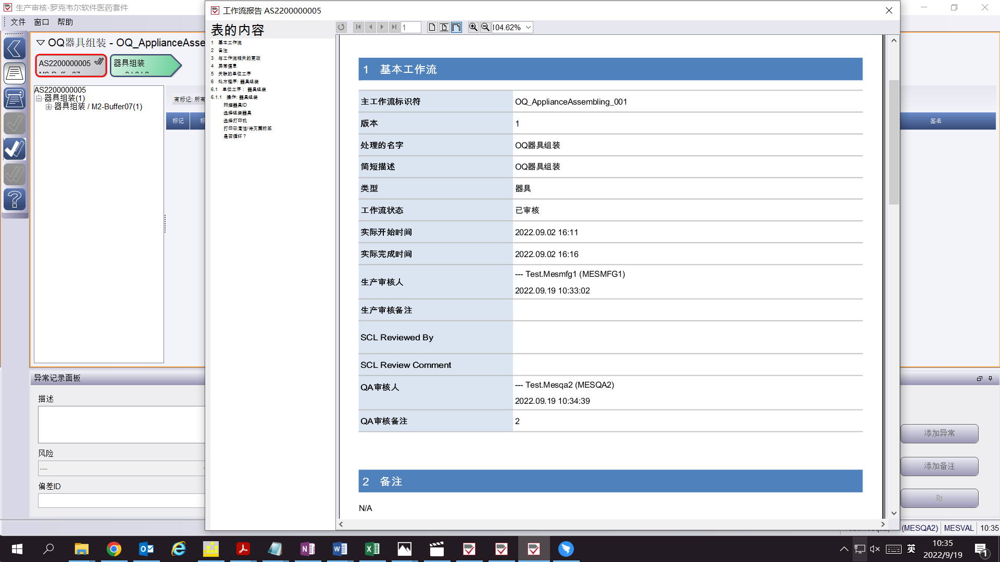 生产审核-罗克韦尔软件医药套件
文件 窗口 帮助
OQ器具组装 - OQ_ApplianceAsse
AS2200000005
器具组装
AS2200000005
器具组装(1)
器具组装 / M2-Buffer07(1)
有标记: 所有
标记
签名
异常记录面板
描述
风险
---
偏差ID
添加异常
添加备注
工作流报告 AS2200000005
表的内容
1 基本工作流
2 备注
3 与工作流相关的更改
4 异常信息
5 关联的单位工序
6 处方程序: 器具组装
6.1 单位工序： 器具组装
6.1.1 操作: 器具组装
扫描器具ID
选择组装器具
选择打印机
打印已清洁/待灭菌标签
是否循环？
1
104.62%
1 基本工作流
主工作流标识符 OQ_ApplianceAssembling_001
版本 1
处理的名字 OQ器具组装
简短描述 OQ器具组装
类型 器具
工作流状态 已审核
实际开始时间 2022.09.02 16:11
实际完成时间 2022.09.02 16:16
生产审核人 --- Test.Mesmfg1 (MESMFG1)
2022.09.19 10:33:02
生产审核备注
SCL Reviewed By
SCL Review Comment
QA审核人 --- Test.Mesqa2 (MESQA2)
2022.09.19 10:34:39
QA审核备注 2
2 备注
N/A
(MESQA2) MESVAL 10:35
英
10:35
2022/9/19
1